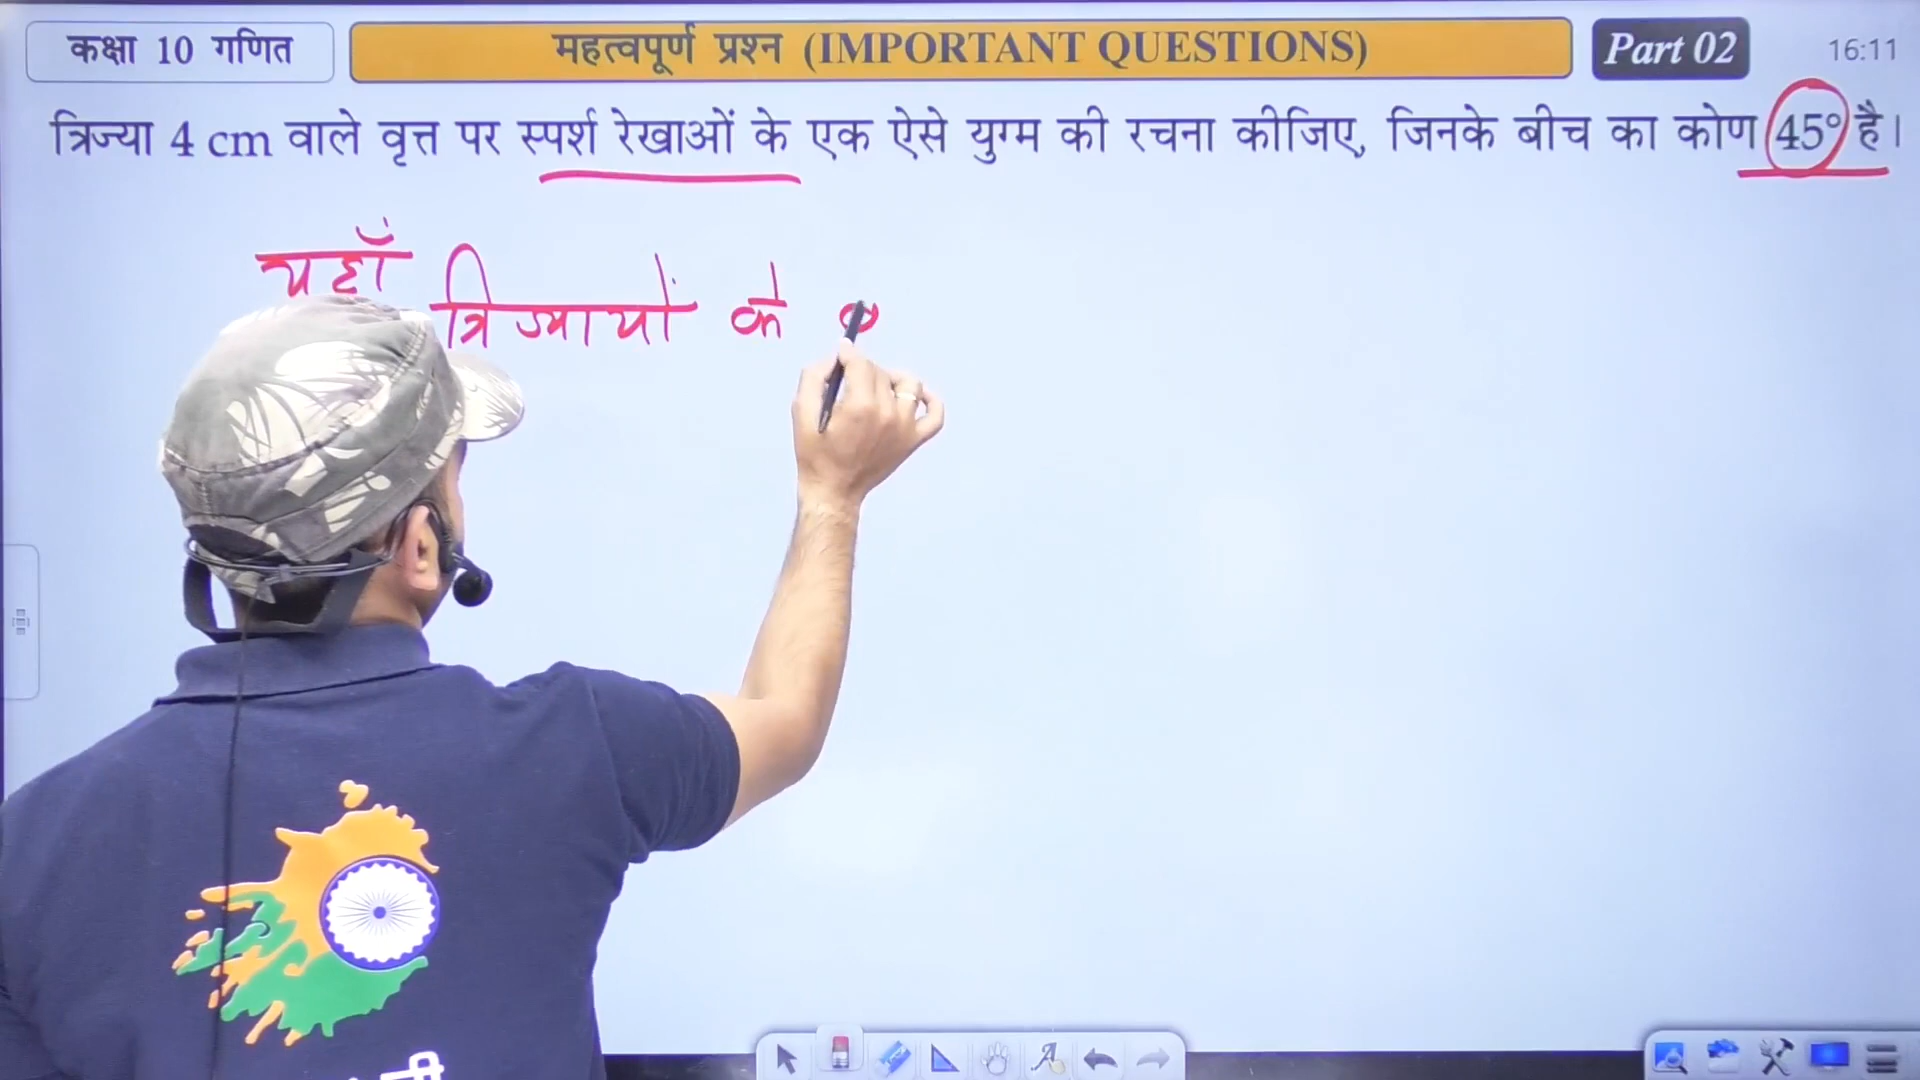 कक्षा 10 गणित
महत्वपूर्ण प्रश्न (IMPORTANT QUESTIONS)
Part 02
16:11
त्रिज्या 4 cm वाले वृत्त पर स्पर्श रेखाओं के एक ऐसे युग्म की रचना कीजिए, जिनके बीच का कोण 45° है।
यहाँ त्रिज्यायों के